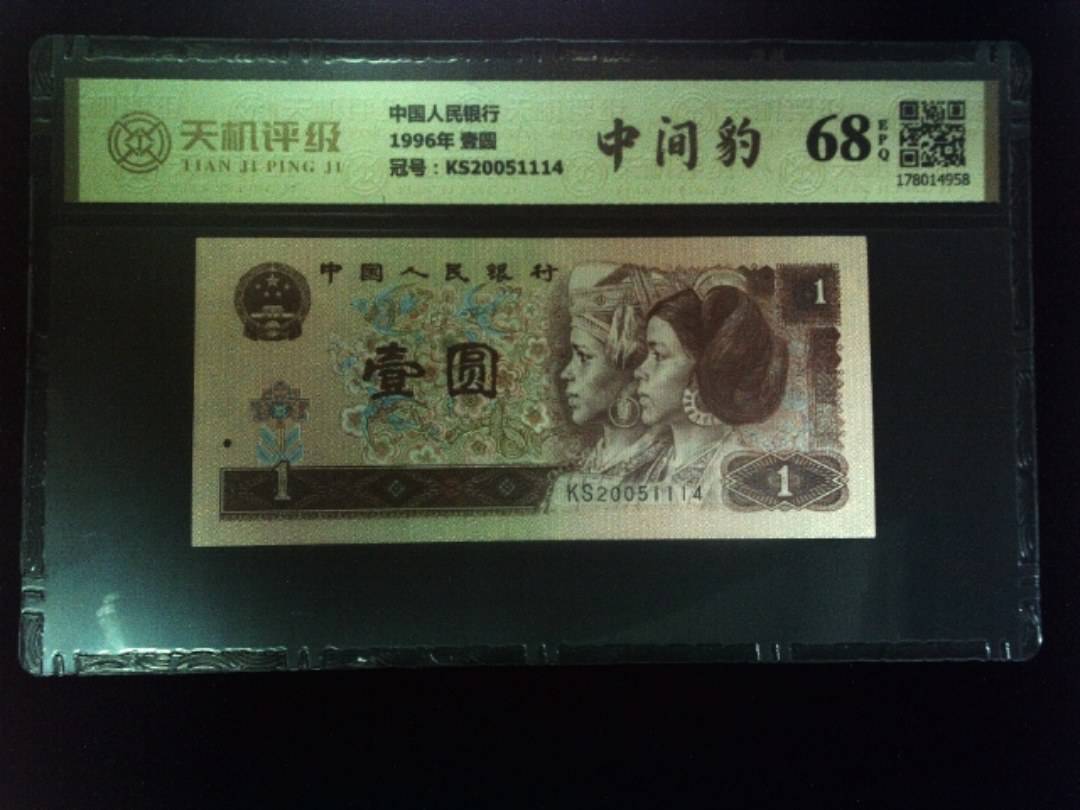 天机评级
TIAN JI PING JI
中国人民银行
1996年 壹圆
冠号：KS20051114
中间豹
68
EPQ
178014958
中国人民银行
1
壹圆
1
KS20051114
1